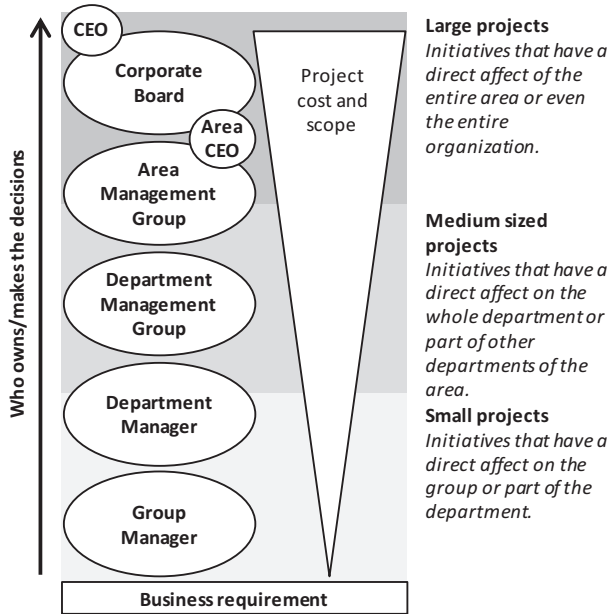 Who owns/makes the decisions
CEO
Corporate
Board
Area
CEO
Area
Management
Group
Department
Management
Group
Department
Manager
Group
Manager
Business requirement
Project
cost and
scope
Large projects
Initiatives that have a
direct affect of the
entire area or even
the entire
organization.
Medium sized
projects
Initiatives that have a
direct affect on the
whole department or
part of other
departments of the
area.
Small projects
Initiatives that have a
direct affect on the
group or part of the
department.